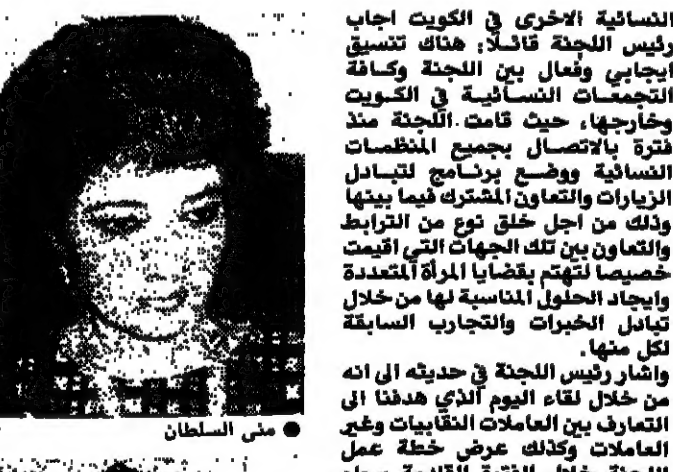 النسائية الاخرى في الكويت اجاب
رئيس اللجنة قائلا: هناك تنسيق
ايجابي وفعال بين اللجنة وكافة
التجمعات النسائية في الكويت
وخارجها، حيث قامت اللجنة منذ
فترة بالاتصال بجميع المنظمات
النسائية ووضع برنامج لتبادل
الزيارات والتعاون المشترك فيما بينها
وذلك من اجل خلق نوع من الترابط
والتعاون بين تلك الجهات التي اقيمت
خصيصا لتهتم بقضايا المرأة المتعددة
وايجاد الحلول المناسبة لها من خلال
تبادل الخبرات والتجارب السابقة
لكل منها.
واشار رئيس اللجنة في حديثه الى انه
من خلال لقاء اليوم الذي هدفنا الى
التعارف بين العاملات النقابيات وغير
العاملات وكذلك عرض خطة عمل
● منى السلطان